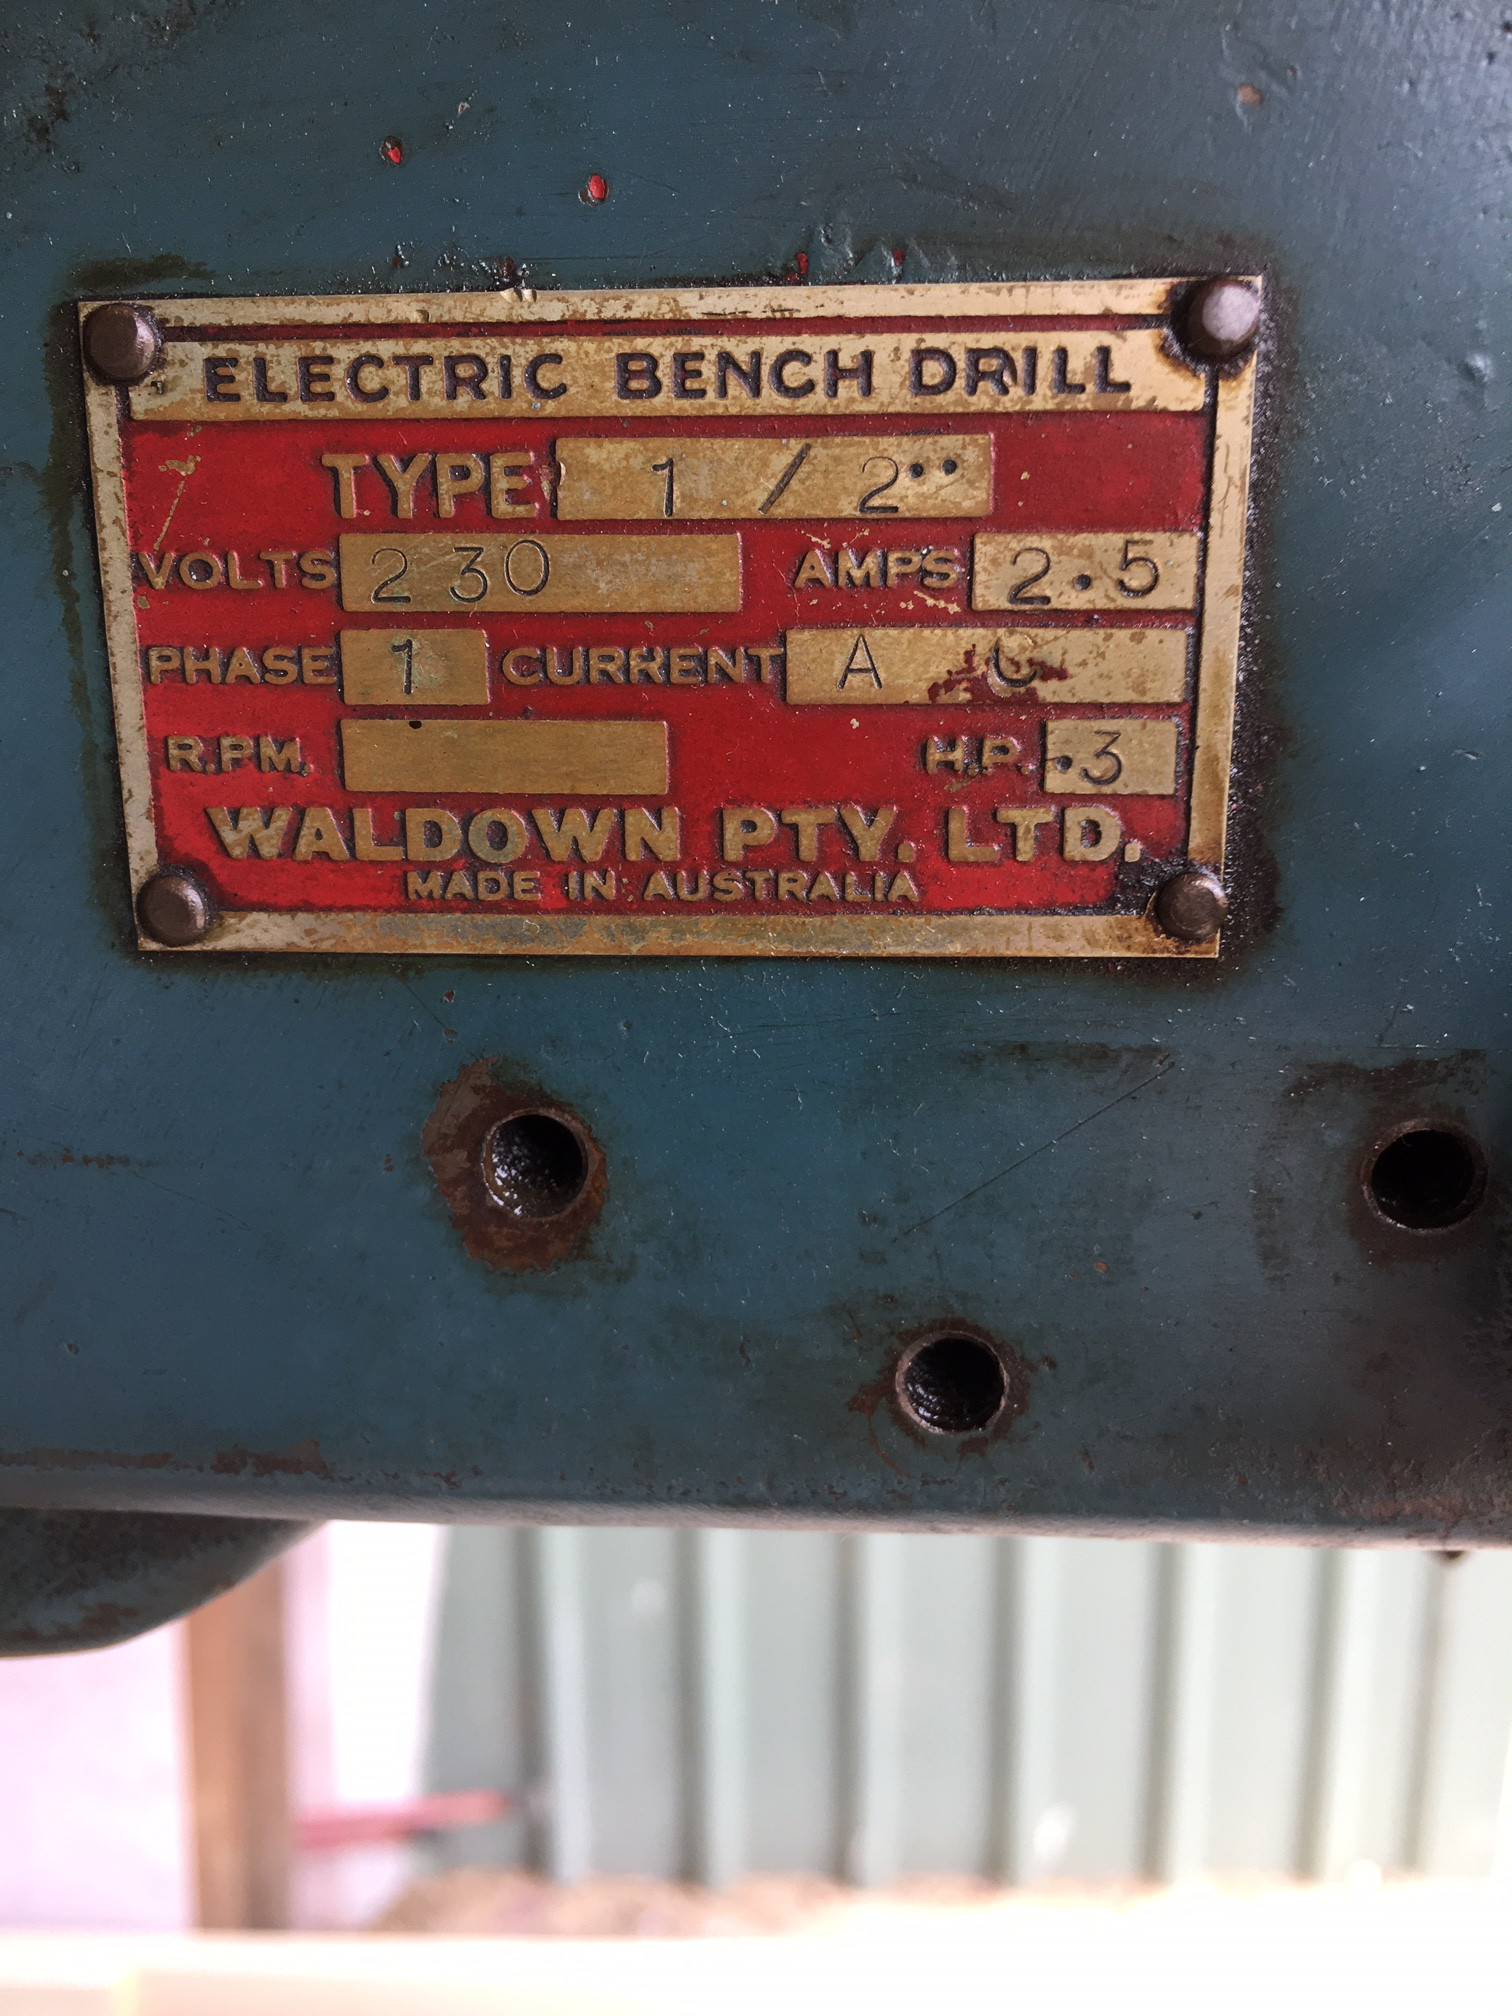 ELECTRIC BENCH DRILL
TYPE 1 / 2"
VOLTS 230 AMPS 2.5
PHASE 1 CURRENT A C
R.P.M. H.P. .3
WALDOWN PTY. LTD.
MADE IN AUSTRALIA